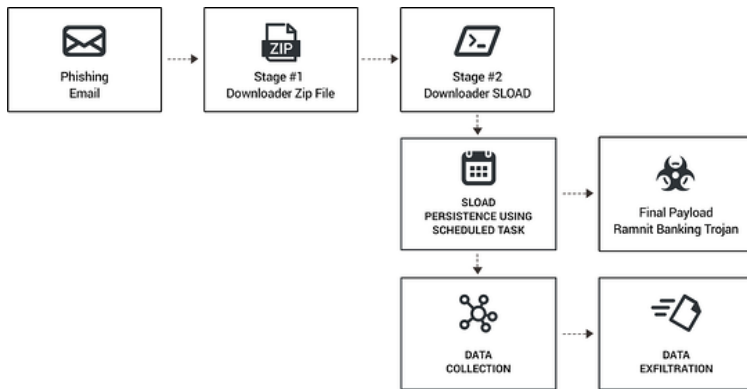 Phishing
Email
ZIP
Stage #1
Downloader Zip File
Stage #2
Downloader SLOAD
SLOAD
PERSISTENCE USING
SCHEDULED TASK
Final Payload
Ramnit Banking Trojan
DATA
COLLECTION
DATA
EXFILTRATION